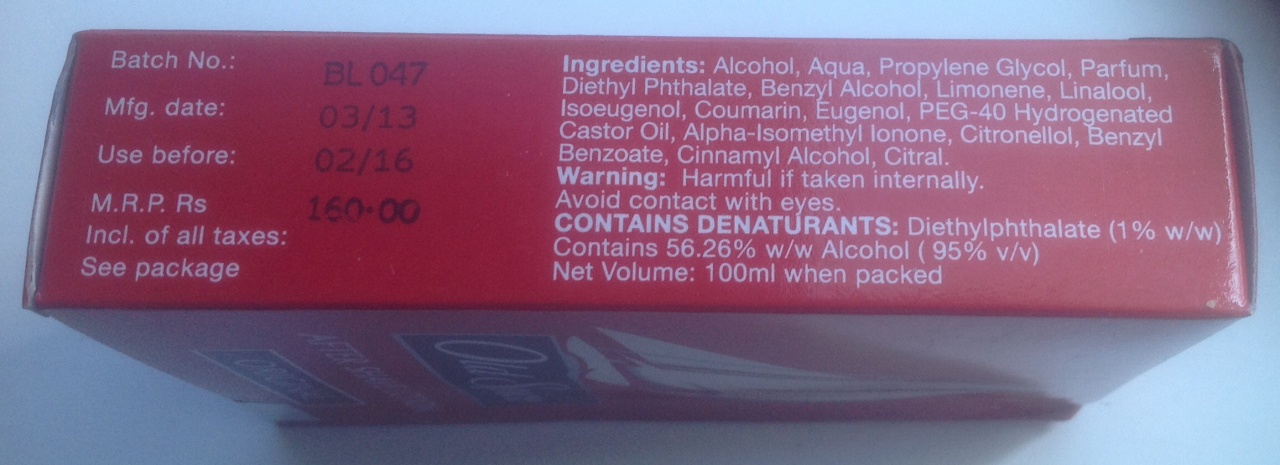 Batch No.: BL 047
Mfg. date: 03/13
Use before: 02/16
M.R.P. Rs 160.00
Incl. of all taxes:
See package
Ingredients: Alcohol, Aqua, Propylene Glycol, Parfum,
Diethyl Phthalate, Benzyl Alcohol, Limonene, Linalool,
Isoeugenol, Coumarin, Eugenol, PEG-40 Hydrogenated
Castor Oil, Alpha-Isomethyl Ionone, Citronellol, Benzyl
Benzoate, Cinnamyl Alcohol, Citral.
Warning: Harmful if taken internally.
Avoid contact with eyes.
CONTAINS DENATURANTS: Diethylphthalate (1% w/w)
Contains 56.26% w/w Alcohol ( 95% v/v)
Net Volume: 100ml when packed
Old
AFTER